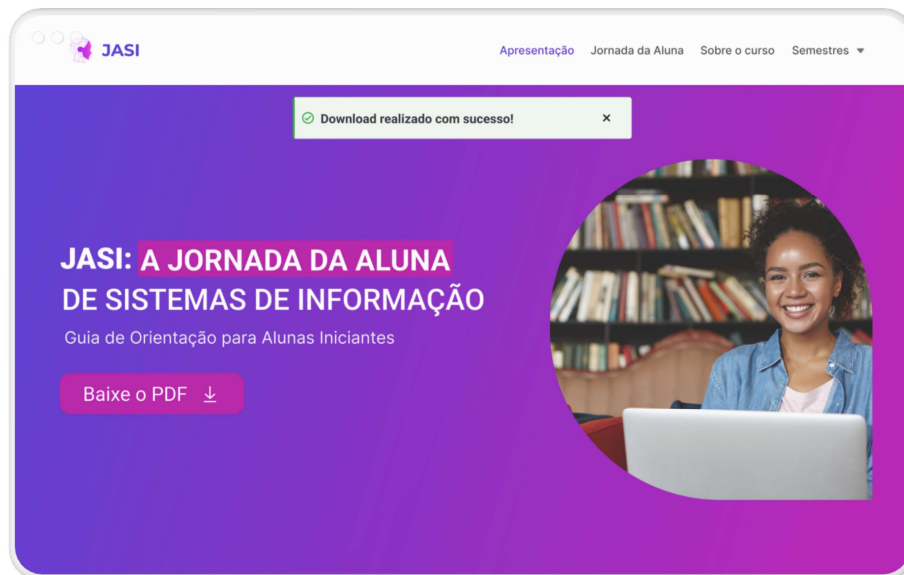 JASI
Apresentação Jornada da Aluna Sobre o curso Semestres
Download realizado com sucesso!
JASI: A JORNADA DA ALUNA
DE SISTEMAS DE INFORMAÇÃO
Guia de Orientação para Alunas Iniciantes
Baixe o PDF